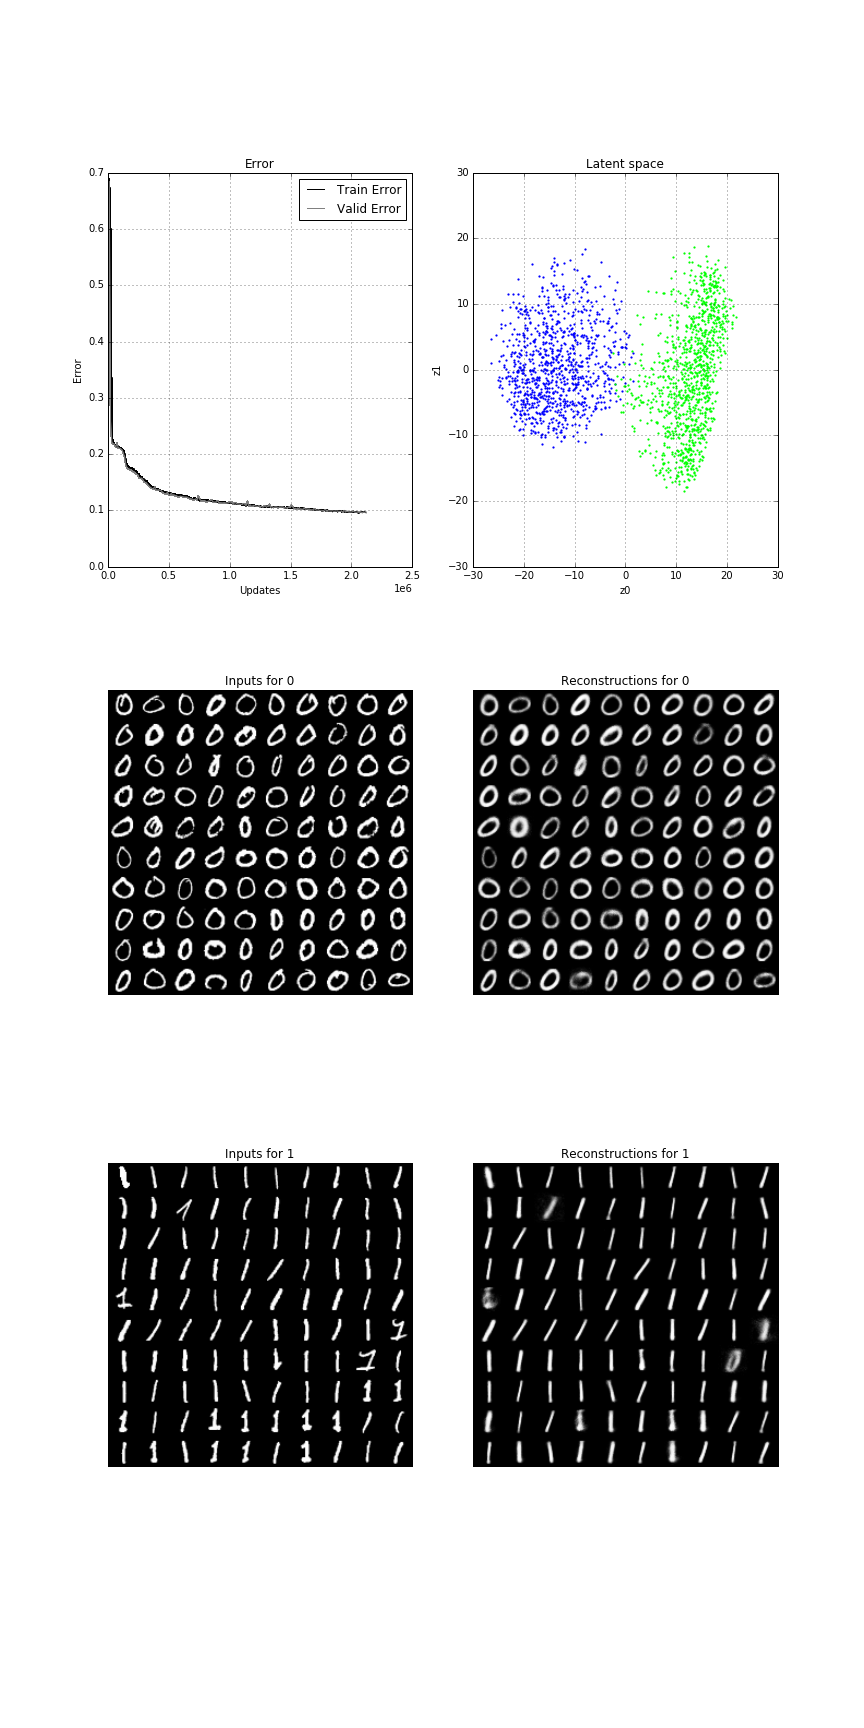 Error
Latent space
Train Error
Valid Error
0.7
0.6
0.5
0.4
0.3
0.2
0.1
0.0
Error
0.0 0.5 1.0 1.5 2.0 2.5
1e6
Updates
30
20
10
0
−10
−20
−30
z1
−30 −20 −10 0 10 20 30
z0
Inputs for 0
Reconstructions for 0
Inputs for 1
Reconstructions for 1